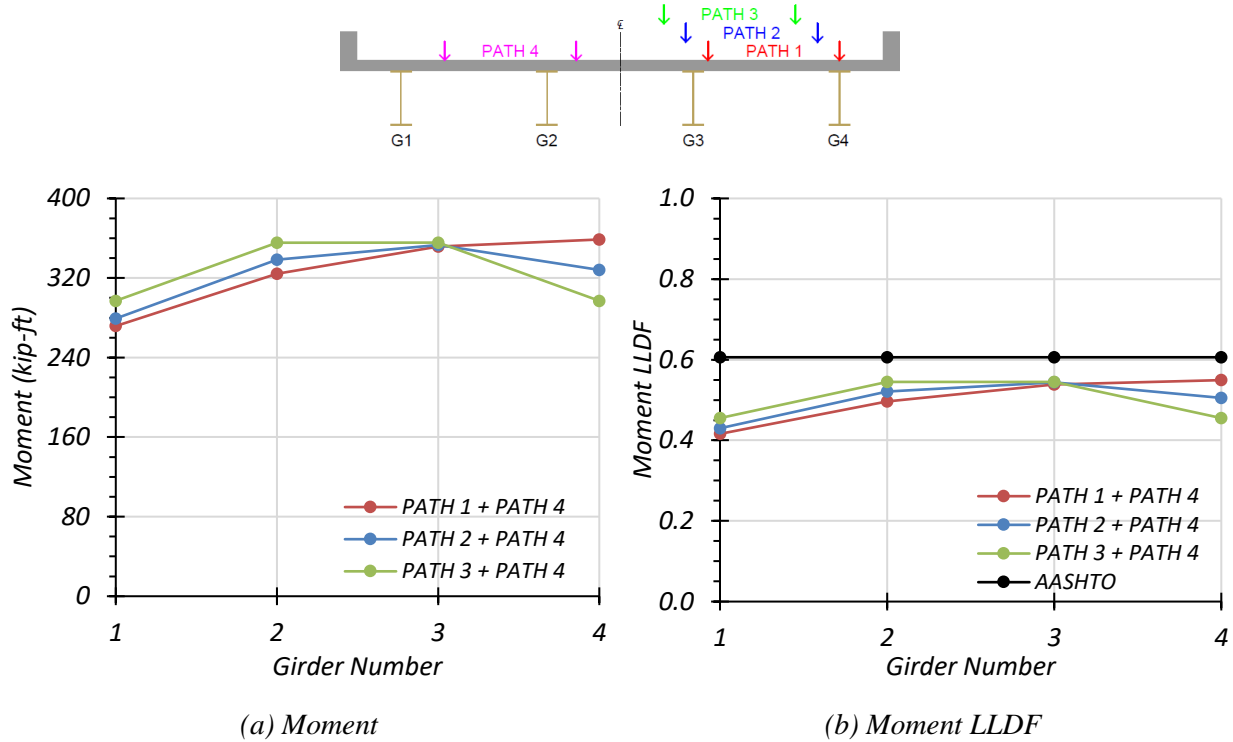 PATH 3
℄
PATH 2
PATH 4
PATH 1
G1
G2
G3
G4
400
320
240
160
80
0
Moment (kip-ft)
PATH 1 + PATH 4
PATH 2 + PATH 4
PATH 3 + PATH 4
1
2
3
4
Girder Number
(a) Moment
1.0
0.8
0.6
0.4
0.2
0.0
Moment LLDF
PATH 1 + PATH 4
PATH 2 + PATH 4
PATH 3 + PATH 4
AASHTO
1
2
3
4
Girder Number
(b) Moment LLDF